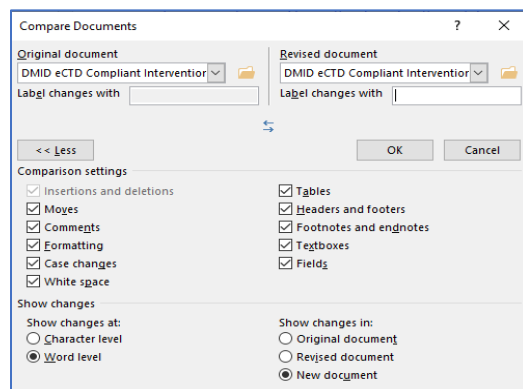 Compare Documents ? ×
Original document Revised document
DMID eCTD Compliant Intervention DMID eCTD Compliant Intervention
Label changes with Label changes with
<< Less OK Cancel
Comparison settings
Insertions and deletions Tables
Moves Headers and footers
Comments Footnotes and endnotes
Formatting Textboxes
Case changes Fields
White space
Show changes
Show changes at: Show changes in:
Character level Original document
Word level Revised document
New document